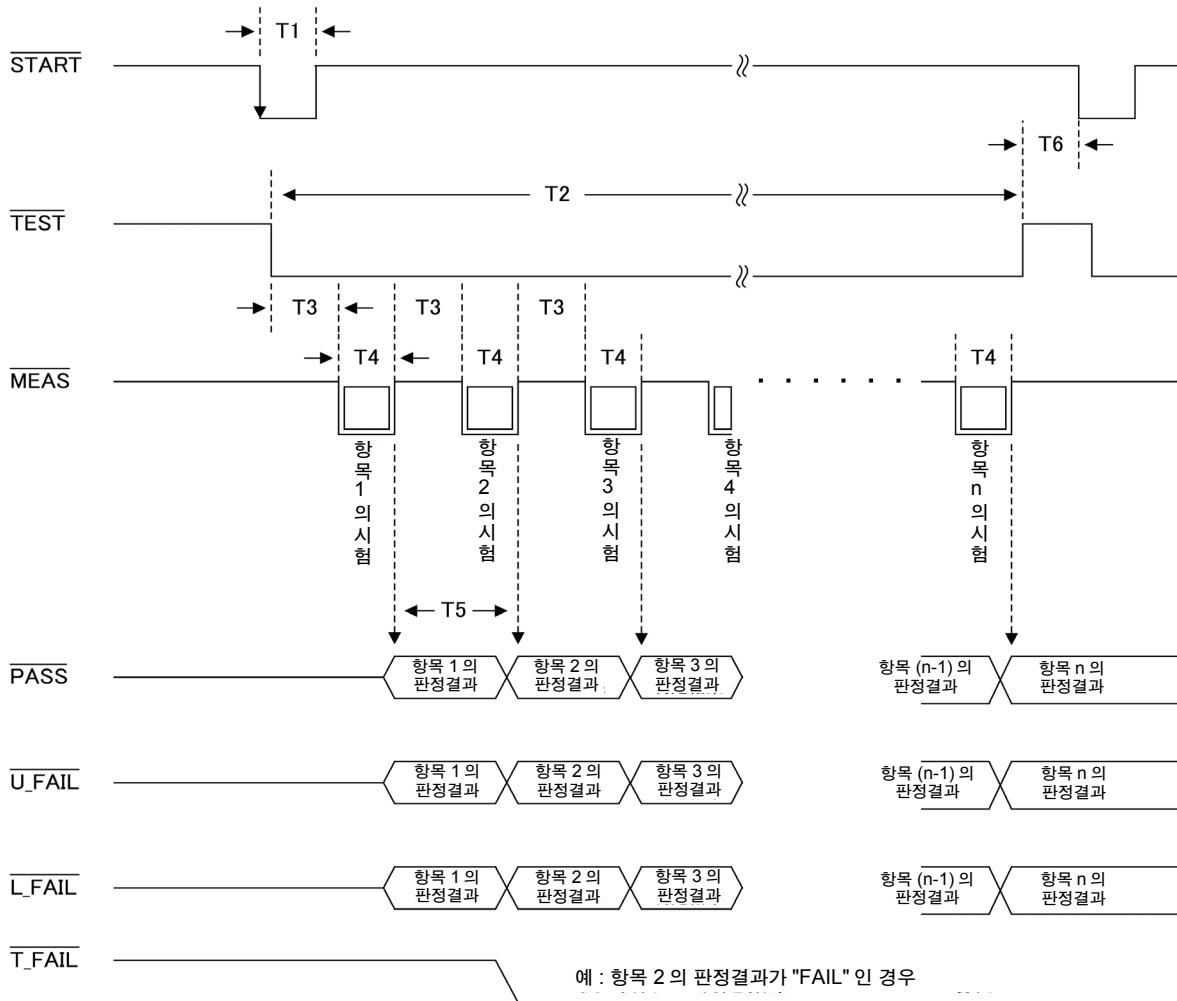 T1
START
T6
T2
TEST
T3 T3 T3
T4 T4 T4 T4
MEAS
항목1의시험
항목2의시험
항목3의시험
항목4의시험
항목n의시험
T5
PASS
항목 1 의 판정결과
항목 2 의 판정결과
항목 3 의 판정결과
항목 (n-1) 의 판정결과
항목 n 의 판정결과
U_FAIL
항목 1 의 판정결과
항목 2 의 판정결과
항목 3 의 판정결과
항목 (n-1) 의 판정결과
항목 n 의 판정결과
L_FAIL
항목 1 의 판정결과
항목 2 의 판정결과
항목 3 의 판정결과
항목 (n-1) 의 판정결과
항목 n 의 판정결과
T_FAIL
예 : 항목 2 의 판정결과가 "FAIL" 인 경우